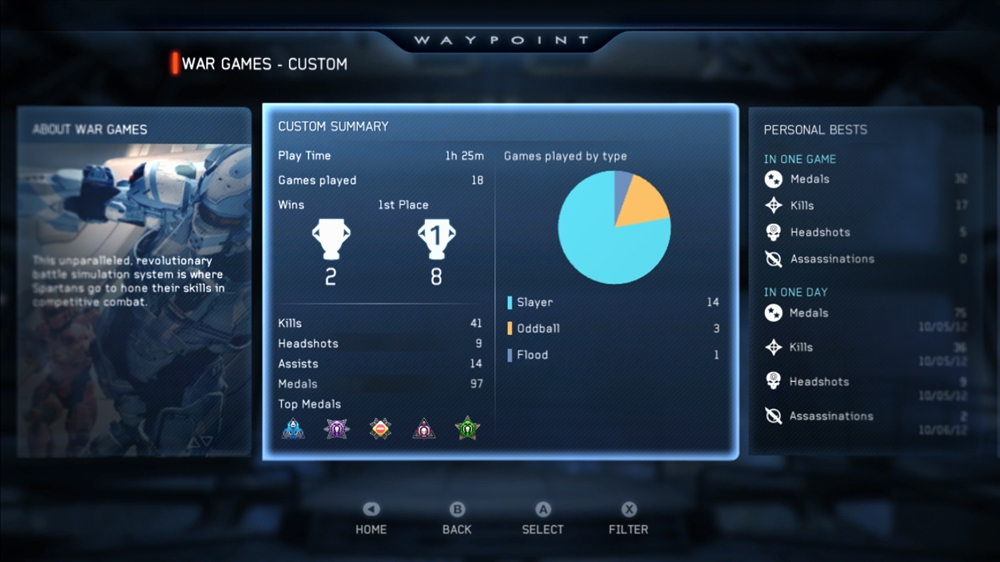 WAYPOINT
WAR GAMES - CUSTOM
ABOUT WAR GAMES
This unparalleled, revolutionary
battle simulation system is where
Spartans go to hone their skills in
competitive combat.
CUSTOM SUMMARY
Play Time 1h 25m
Games played 18
Wins 1st Place
1
2 8
Kills 41
Headshots 9
Assists 14
Medals 97
Top Medals
Games played by type
Slayer 14
Oddball 3
Flood 1
PERSONAL BESTS
IN ONE GAME
Medals 32
Kills 17
Headshots 5
Assassinations 0
IN ONE DAY
Medals 75
10/05/12
Kills 36
10/05/12
Headshots 9
10/05/12
Assassinations 2
10/06/12
HOME
B
BACK
A
SELECT
X
FILTER